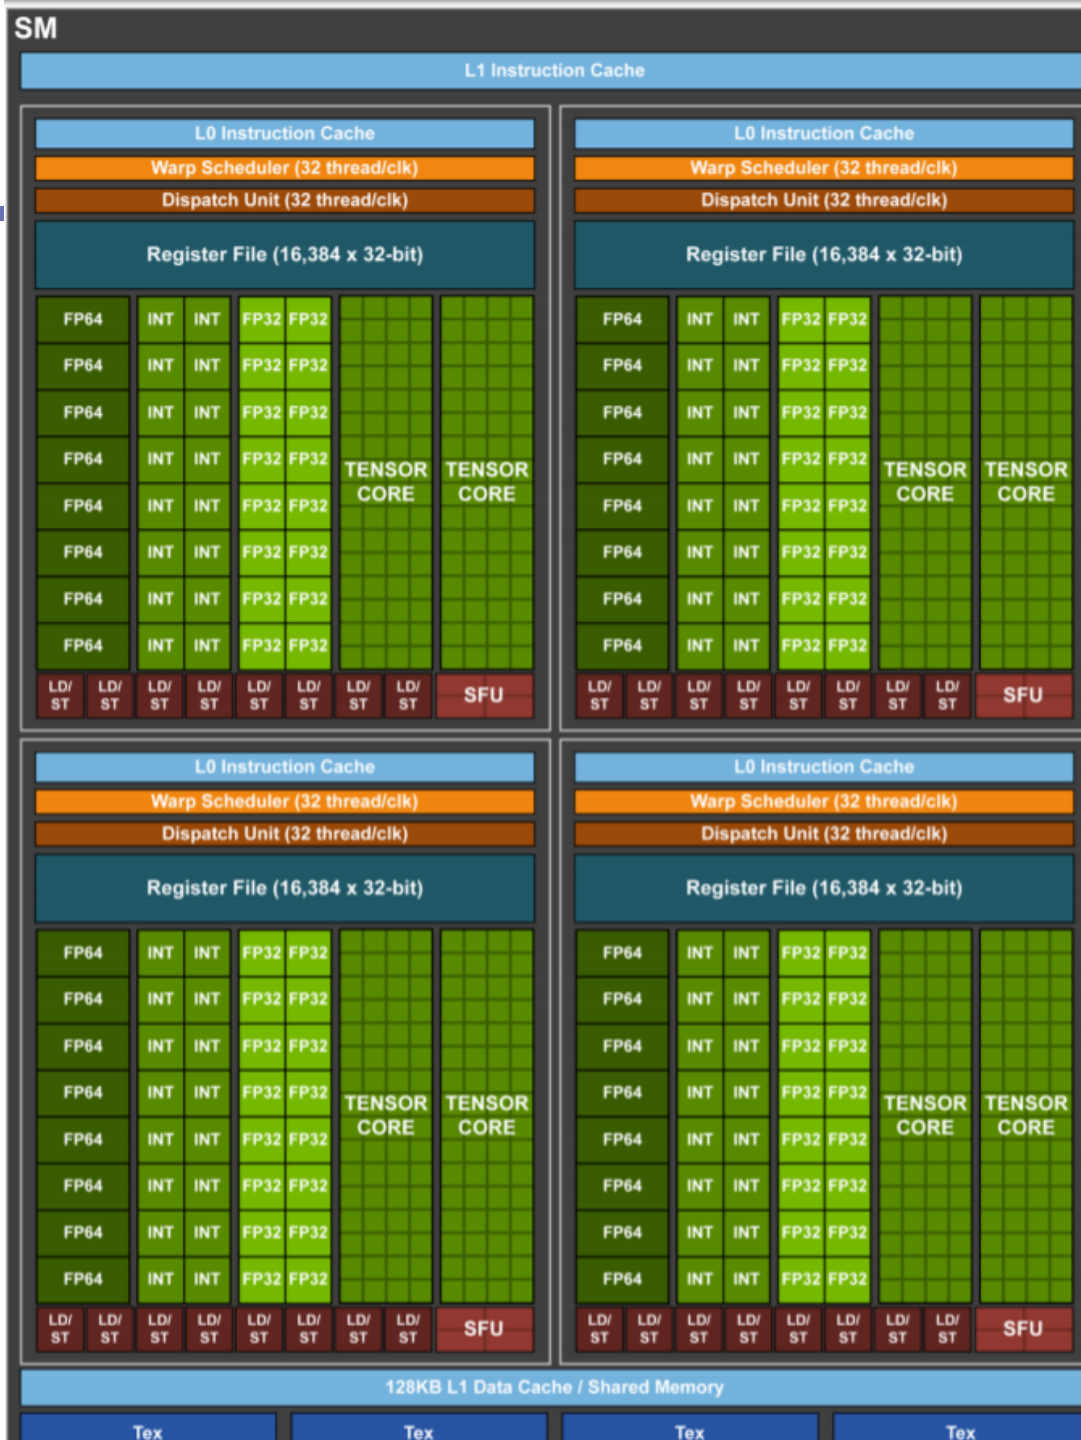 SM
L1 Instruction Cache
L0 Instruction Cache
Warp Scheduler (32 thread/clk)
Dispatch Unit (32 thread/clk)
Register File (16,384 x 32-bit)
FP64 INT INT FP32 FP32
FP64 INT INT FP32 FP32
FP64 INT INT FP32 FP32
FP64 INT INT FP32 FP32
FP64 INT INT FP32 FP32
FP64 INT INT FP32 FP32
FP64 INT INT FP32 FP32
FP64 INT INT FP32 FP32
TENSOR CORE
TENSOR CORE
LD/ST LD/ST LD/ST LD/ST LD/ST LD/ST LD/ST LD/ST SFU
L0 Instruction Cache
Warp Scheduler (32 thread/clk)
Dispatch Unit (32 thread/clk)
Register File (16,384 x 32-bit)
FP64 INT INT FP32 FP32
FP64 INT INT FP32 FP32
FP64 INT INT FP32 FP32
FP64 INT INT FP32 FP32
FP64 INT INT FP32 FP32
FP64 INT INT FP32 FP32
FP64 INT INT FP32 FP32
FP64 INT INT FP32 FP32
TENSOR CORE
TENSOR CORE
LD/ST LD/ST LD/ST LD/ST LD/ST LD/ST LD/ST LD/ST SFU
L0 Instruction Cache
Warp Scheduler (32 thread/clk)
Dispatch Unit (32 thread/clk)
Register File (16,384 x 32-bit)
FP64 INT INT FP32 FP32
FP64 INT INT FP32 FP32
FP64 INT INT FP32 FP32
FP64 INT INT FP32 FP32
FP64 INT INT FP32 FP32
FP64 INT INT FP32 FP32
FP64 INT INT FP32 FP32
FP64 INT INT FP32 FP32
TENSOR CORE
TENSOR CORE
LD/ST LD/ST LD/ST LD/ST LD/ST LD/ST LD/ST LD/ST SFU
L0 Instruction Cache
Warp Scheduler (32 thread/clk)
Dispatch Unit (32 thread/clk)
Register File (16,384 x 32-bit)
FP64 INT INT FP32 FP32
FP64 INT INT FP32 FP32
FP64 INT INT FP32 FP32
FP64 INT INT FP32 FP32
FP64 INT INT FP32 FP32
FP64 INT INT FP32 FP32
FP64 INT INT FP32 FP32
FP64 INT INT FP32 FP32
TENSOR CORE
TENSOR CORE
LD/ST LD/ST LD/ST LD/ST LD/ST LD/ST LD/ST LD/ST SFU
128KB L1 Data Cache / Shared Memory
Tex Tex Tex Tex